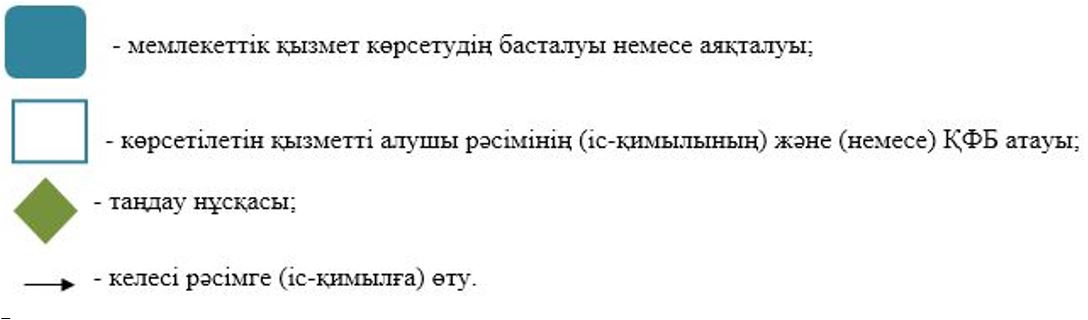 - мемлекеттік қызмет көрсетудің басталуы немесе аяқталуы;
- көрсетілетін қызметті алушы рәсімінің (іс-қимылының) және (немесе) ҚФБ атауы;
- таңдау нұсқасы;
- келесі рәсімге (іс-қимылға) өту.